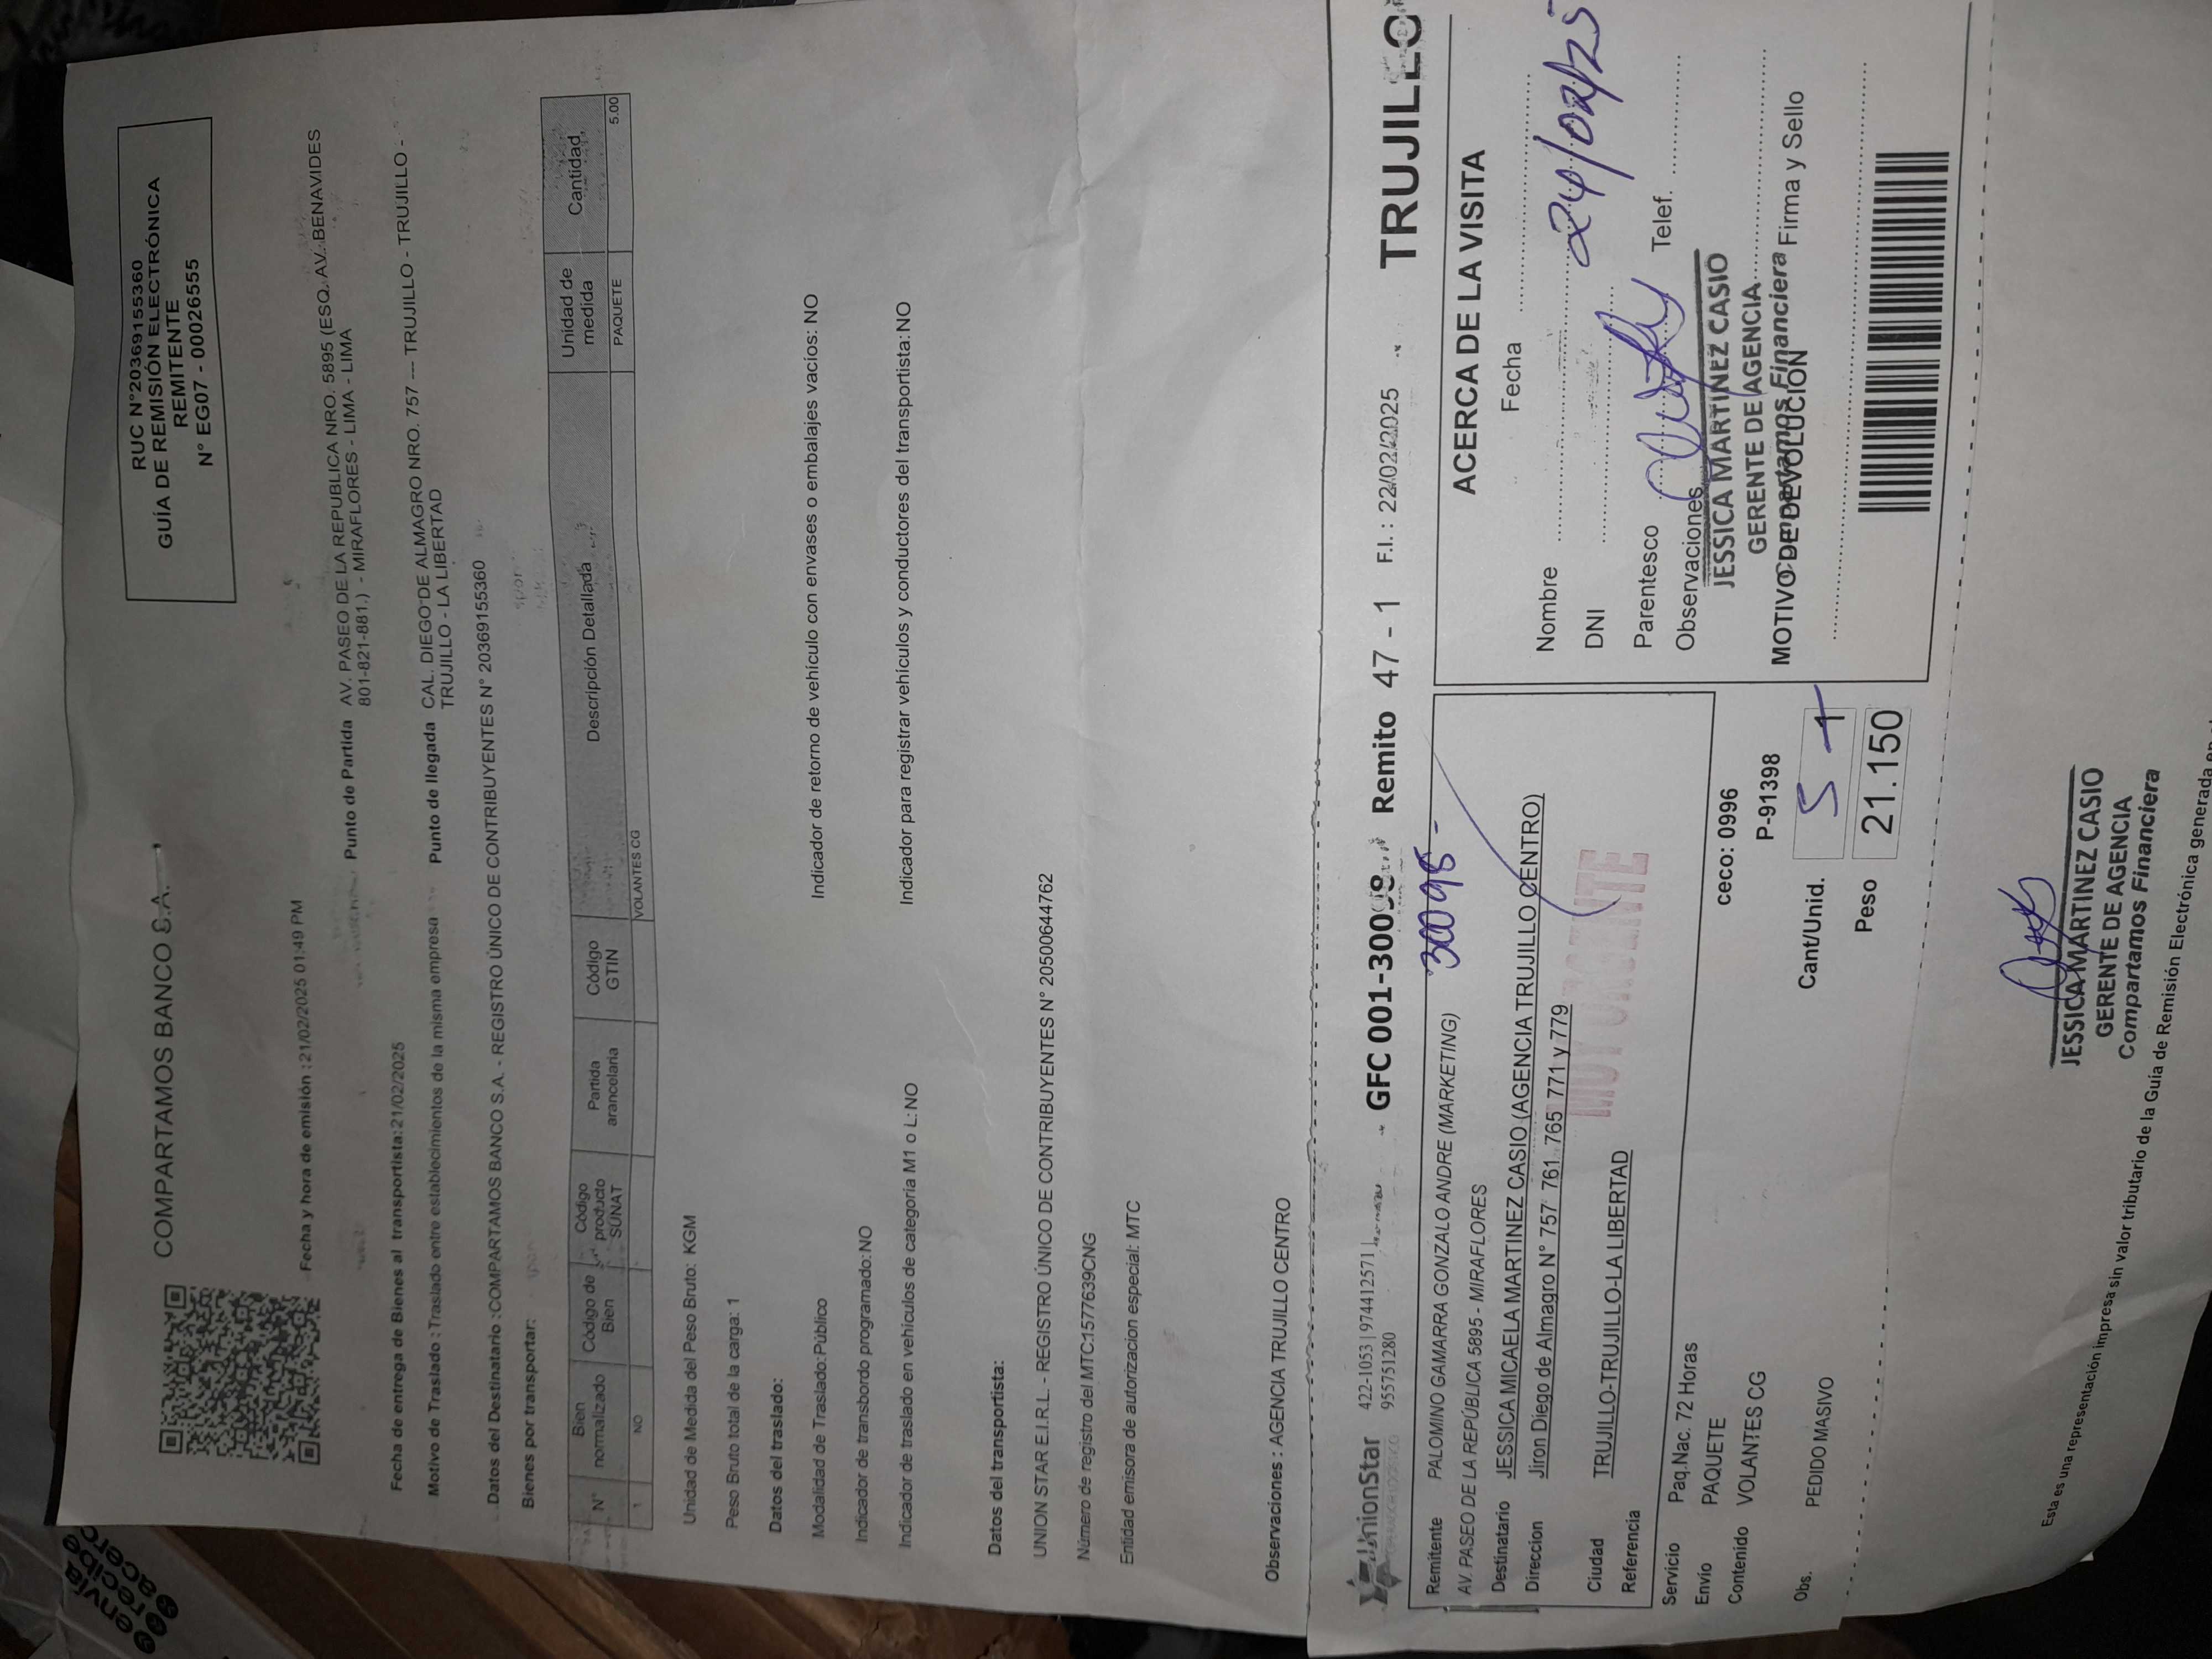 COMPARTAMOS BANCO S.A.
RUC N°20369155360
GUÍA DE REMISIÓN ELECTRÓNICA
REMITENTE
N° EG07 - 00026555
Fecha y hora de emisión :21/02/2025 01:49 PM
Punto de Partida AV. PASEO DE LA REPUBLICA NRO. 5895 (ESQ. AV. BENAVIDES
801-821-881.) - MIRAFLORES - LIMA - LIMA
Fecha de entrega de Bienes al transportista:21/02/2025
Motivo de Traslado :Traslado entre establecimientos de la misma empresa
Punto de llegada CAL. DIEGO DE ALMAGRO NRO. 757 --- TRUJILLO - TRUJILLO -
TRUJILLO - LA LIBERTAD
Datos del Destinatario :COMPARTAMOS BANCO S.A. - REGISTRO ÚNICO DE CONTRIBUYENTES N° 20369155360
Bienes por transportar:
N° Bien normalizado Código de Bien Código producto SUNAT Partida arancelaria Código GTIN Descripción Detallada Unidad de medida Cantidad
1 NO VOLANTES CG PAQUETE 5.00
Unidad de Medida del Peso Bruto: KGM
Peso Bruto total de la carga: 1
Datos del traslado:
Modalidad de Traslado:Público
Indicador de retorno de vehículo con envases o embalajes vacios: NO
Indicador de transbordo programado:NO
Indicador de traslado en vehículos de categoría M1 o L:NO
Indicador para registrar vehículos y conductores del transportista:NO
Datos del transportista:
UNION STAR E.I.R.L. - REGISTRO ÚNICO DE CONTRIBUYENTES N° 20500644762
Número de registro del MTC:1577639CNG
Entidad emisora de autorizacion especial: MTC
Observaciones : AGENCIA TRUJILLO CENTRO
UnionStar
422-1053|974412571|
955751280
GFC 001-30098
Remito 47 - 1
F.I. : 22/02/2025
TRUJILLO
30098 -
Remitente PALOMINO GAMARRA GONZALO ANDRE (MARKETING)
AV. PASEO DE LA REPÚBLICA 5895 - MIRAFLORES
Destinatario JESSICA MICAELA MARTINEZ CASIO (AGENCIA TRUJILLO CENTRO)
Direccion Jiron Diego de Almagro N° 757 761 765 771 y 779
MUY URGENTE
Ciudad TRUJILLO-TRUJILLO-LA LIBERTAD
Referencia
Servicio Paq.Nac. 72 Horas
ceco: 0996
Envio PAQUETE
P-91398
Contenido VOLANTES CG
Cant/Unid. 5 1
Obs. PEDIDO MASIVO
Peso 21.150
ACERCA DE LA VISITA
Fecha
24/02/25
Nombre
DNI
Parentesco
Telef.
Observaciones
JESSICA MARTINEZ CASIO
GERENTE DE AGENCIA
Compartamos Financiera
MOTIVO DE DEVOLUCION
Firma y Sello
JESSICA MARTINEZ CASIO
GERENTE DE AGENCIA
Compartamos Financiera
Esta es una representación impresa sin valor tributario de la Guía de Remisión Electrónica generada en
envía
recibe
acerc